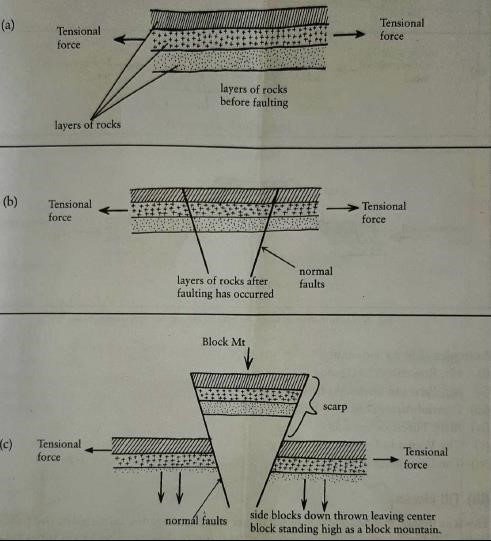 (a)
Tensional
force
Tensional
force
layers of rocks
before faulting
layers of rocks
(b)
Tensional
force
Tensional
force
normal
faults
layers of rocks after
faulting has occurred
Block Mt
scarp
(c)
Tensional
force
Tensional
force
normal faults
side blocks down thrown leaving center
block standing high as a block mountain.